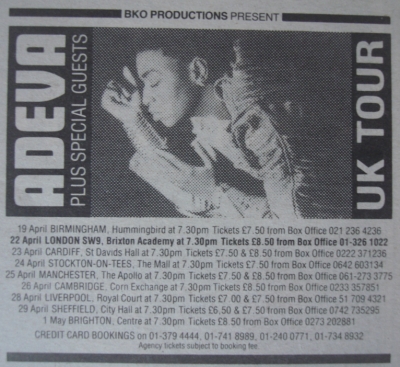 BKO PRODUCTIONS PRESENT
ADEVA
PLUS SPECIAL GUESTS
UK TOUR
19 April BIRMINGHAM, Hummingbird at 7.30pm Tickets £7.50 from Box Office 021 236 4236
22 April LONDON SW9, Brixton Academy at 7.30pm Tickets £8.50 from Box Office 01-326 1022
23 April CARDIFF, St Davids Hall at 7.30pm Tickets £7.50 & £8.50 from Box Office 0222 371236
24 April STOCKTON-ON-TEES, The Mall at 7.30pm Tickets £7.50 from Box Office 0642 603134
25 April MANCHESTER, The Apollo at 7.30pm Tickets £7.50 & £8.50 from Box Office 061-273 3775
26 April CAMBRIDGE, Corn Exchange at 7.30pm Tickets £8.50 from Box Office 0233 357851
28 April LIVERPOOL, Royal Court at 7.30pm Tickets £7.00 & £7.50 from Box Office 51 709 4321
29 April SHEFFIELD, City Hall at 7.30pm Tickets £6.50 & £7.50 from Box Office 0742 735295
1 May BRIGHTON, Centre at 7.30pm Tickets £8.50 from Box Office 0273 202881
CREDIT CARD BOOKINGS on 01-379 4444, 01-741 8989, 01-240 0771, 01-734 8932
Agency tickets subject to booking fee.